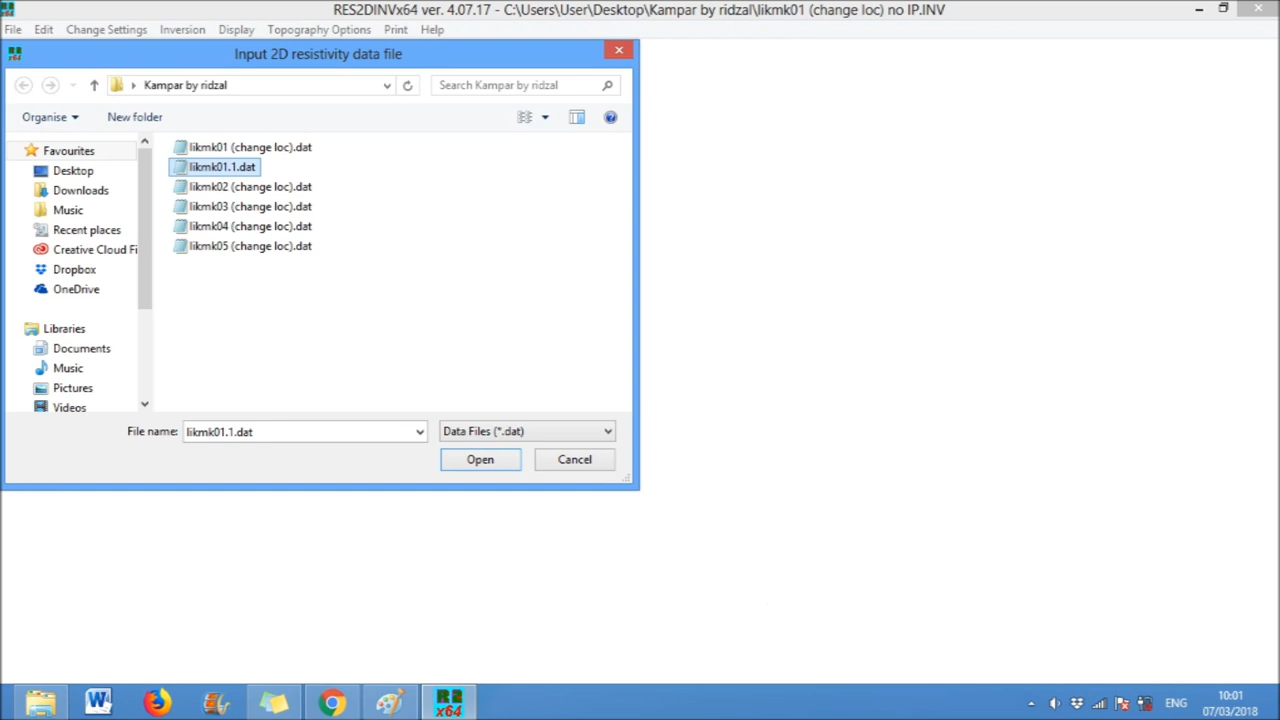 RES2DINVx64 ver. 4.07.17 - C:\Users\User\Desktop\Kampar by ridzal\likmk01 (change loc) no IP.INV
File Edit Change Settings Inversion Display Topography Options Print Help
Input 2D resistivity data file
Kampar by ridzal
Search Kampar by ridzal
Organise
New folder
Favourites
Desktop
Downloads
Music
Recent places
Creative Cloud Fi
Dropbox
OneDrive
Libraries
Documents
Music
Pictures
Videos
likmk01 (change loc).dat
likmk01.1.dat
likmk02 (change loc).dat
likmk03 (change loc).dat
likmk04 (change loc).dat
likmk05 (change loc).dat
File name: likmk01.1.dat
Data Files (*.dat)
Open
Cancel
R2
x64
ENG
10:01
07/03/2018